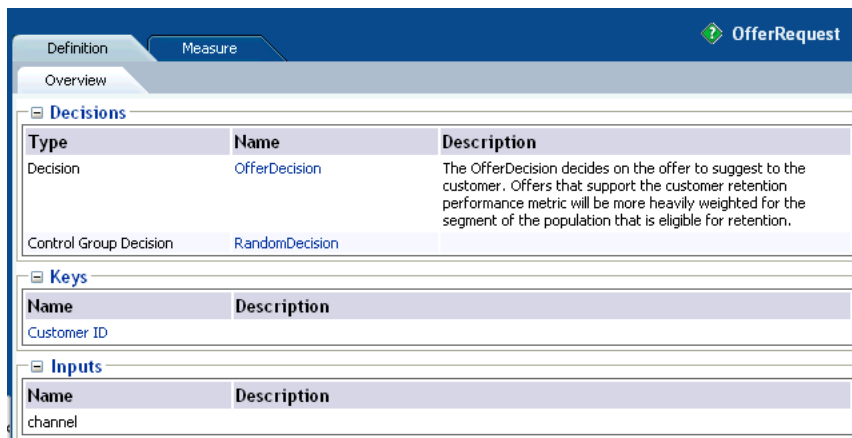 OfferRequest
Definition Measure
Overview
Decisions
Type Name Description
Decision OfferDecision The OfferDecision decides on the offer to suggest to the
customer. Offers that support the customer retention
performance metric will be more heavily weighted for the
segment of the population that is eligible for retention.
Control Group Decision RandomDecision
Keys
Name Description
Customer ID
Inputs
Name Description
channel